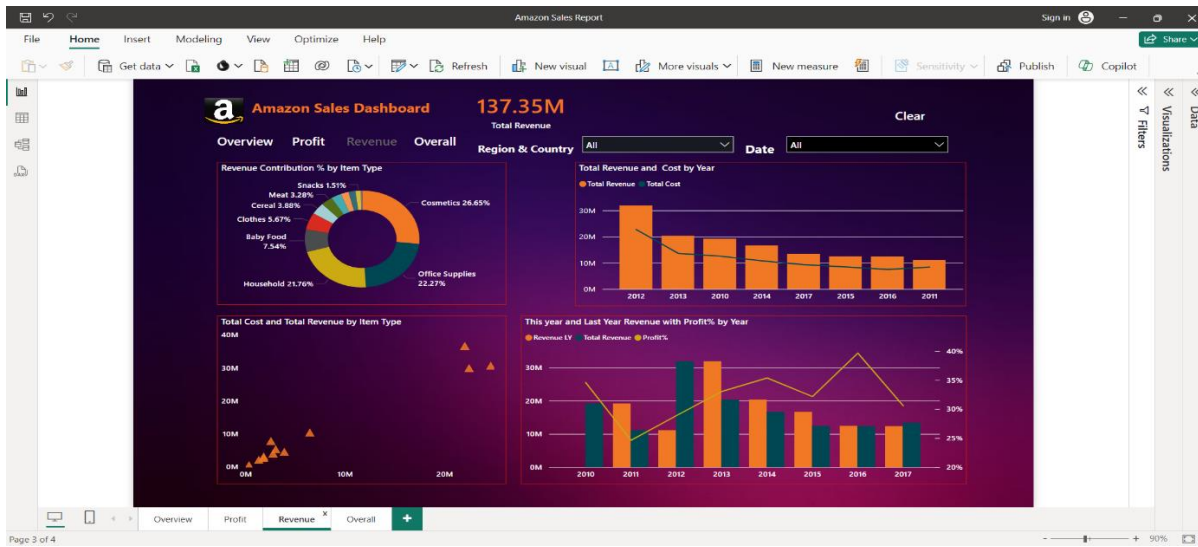 Amazon Sales Report
Sign in
File Home Insert Modeling View Optimize Help
Share
Get data Refresh New visual More visuals New measure Sensitivity Publish Copilot
a Amazon Sales Dashboard
137.35M
Total Revenue
Clear
Overview Profit Revenue Overall
Region & Country All
Date All
Filters
Visualizations
Data
Revenue Contribution % by Item Type
Snacks 1.51%
Meat 3.28%
Cereal 3.88%
Clothes 5.67%
Baby Food
7.54%
Household 21.76%
Cosmetics 26.65%
Office Supplies
22.27%
Total Revenue and Cost by Year
Total Revenue Total Cost
30M
20M
10M
0M
2012 2013 2010 2014 2017 2015 2016 2011
Total Cost and Total Revenue by Item Type
40M
30M
20M
10M
0M
0M 10M 20M
This year and Last Year Revenue with Profit% by Year
Revenue LY Total Revenue Profit%
30M
20M
10M
0M
40%
35%
30%
25%
20%
2010 2011 2012 2013 2014 2015 2016 2017
Overview Profit Revenue x Overall +
Page 3 of 4
- + 90%